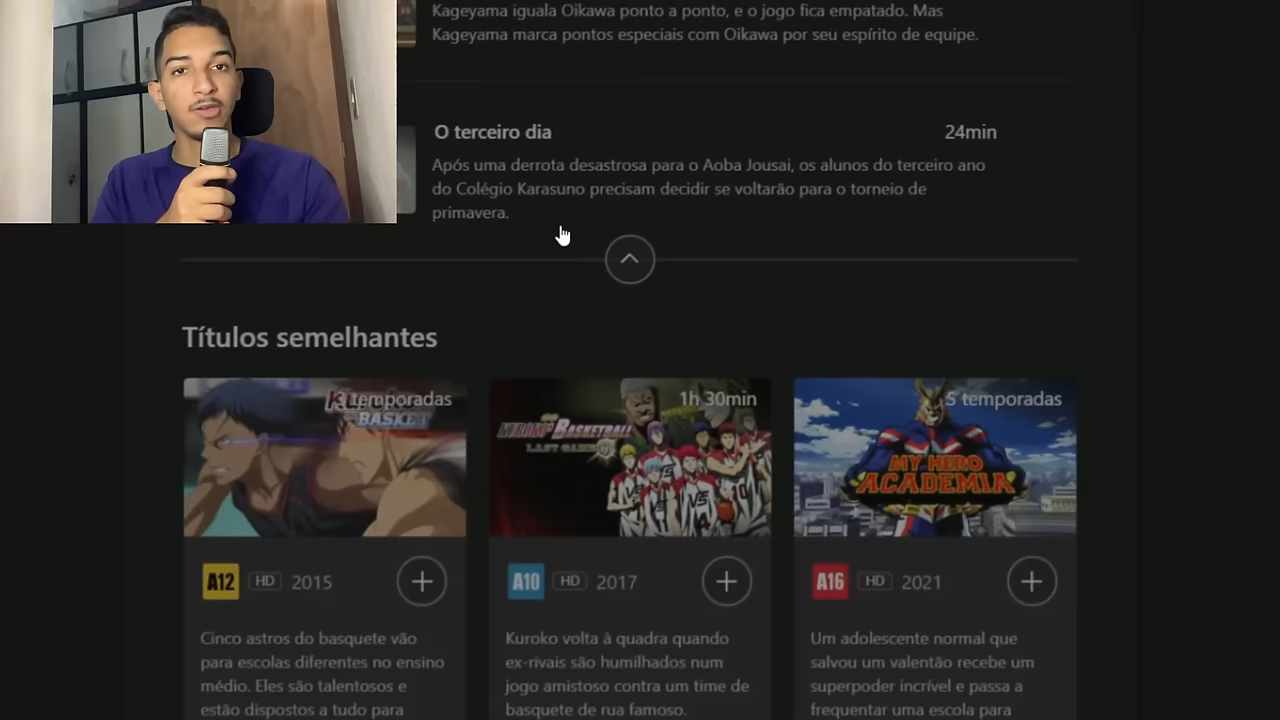 Kageyama iguala Oikawa ponto a ponto, e o jogo fica empatado. Mas
Kageyama marca pontos especiais com Oikawa por seu espírito de equipe.
O terceiro dia
24min
Após uma derrota desastrosa para o Aoba Jousai, os alunos do terceiro ano
do Colégio Karasuno precisam decidir se voltarão para o torneio de
primavera.
Títulos semelhantes
3 temporadas
BASKET
1h 30min
KUROKO'S BASKETBALL
LAST GAME
5 temporadas
MY HERO
ACADEMIA
A12 HD 2015
A10 HD 2017
A16 HD 2021
Cinco astros do basquete vão
para escolas diferentes no ensino
médio. Eles são talentosos e
estão dispostos a tudo para
Kuroko volta à quadra quando
ex-rivais são humilhados num
jogo amistoso contra um time de
basquete de rua famoso.
Um adolescente normal que
salvou um valentão recebe um
superpoder incrível e passa a
frequentar uma escola para